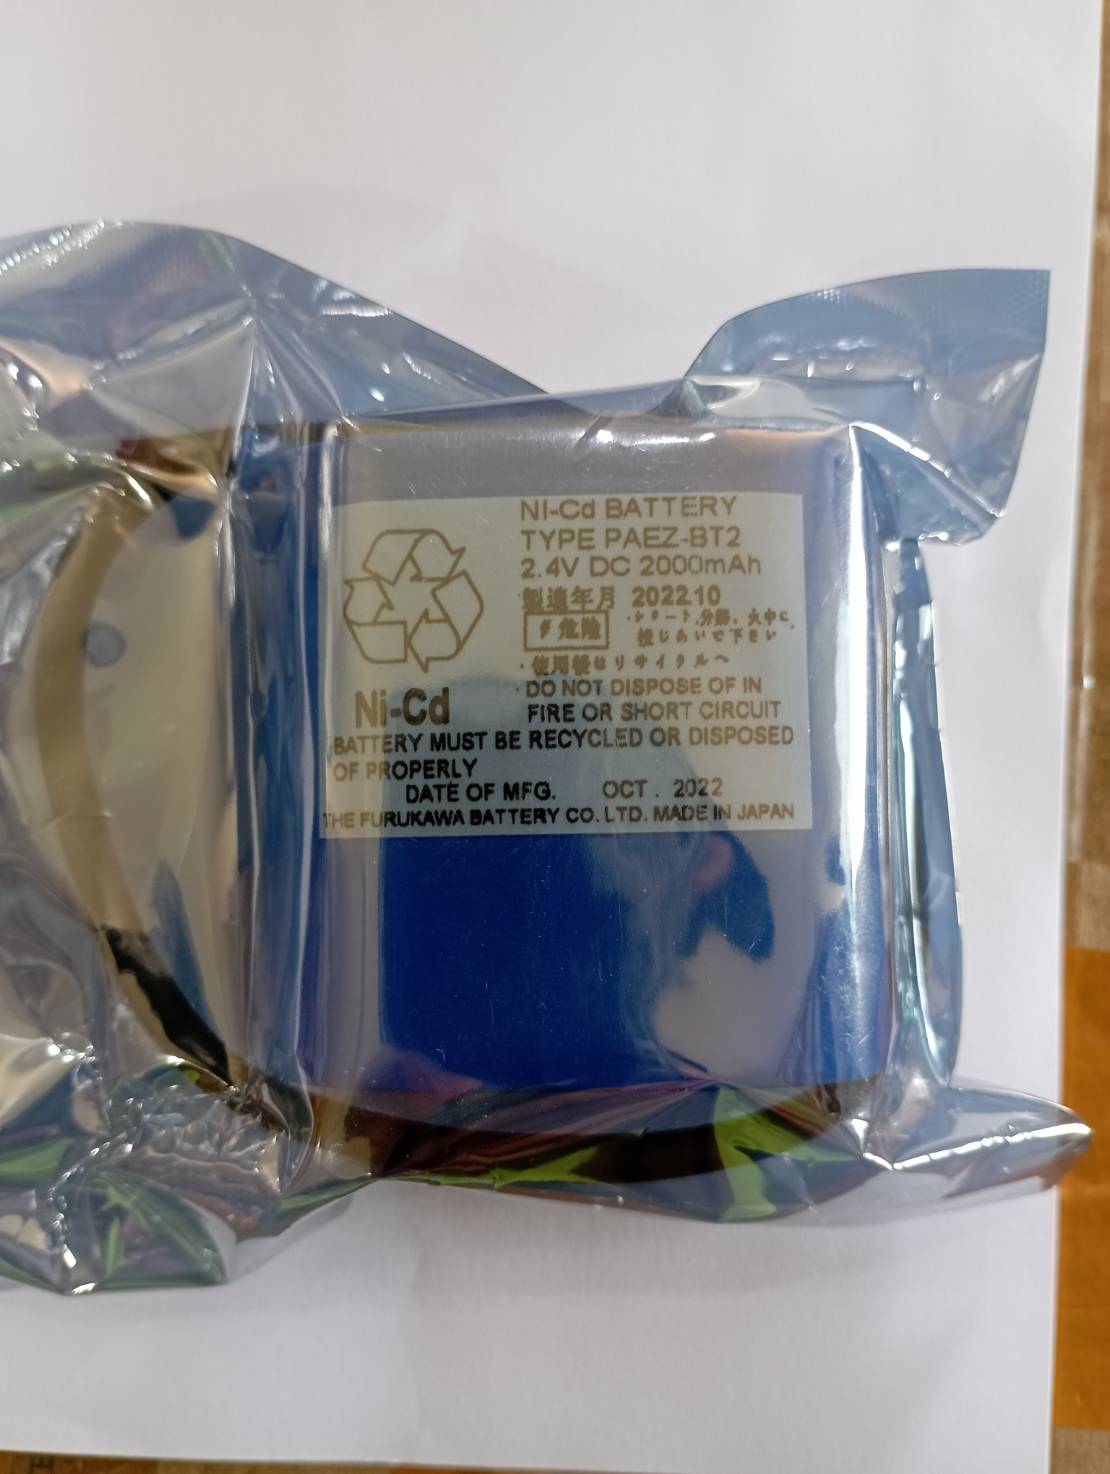 NI-Cd BATTERY
TYPE PAEZ-BT2
2.4V DC 2000mAh
製造年月 2022.10
危険
・ショート、分解、火中に
投じあいで下さい
・使用後はリサイクルへ
・DO NOT DISPOSE OF IN
FIRE OR SHORT CIRCUIT
Ni-Cd
BATTERY MUST BE RECYCLED OR DISPOSED
OF PROPERLY
DATE OF MFG. OCT. 2022
THE FURUKAWA BATTERY CO. LTD. MADE IN JAPAN